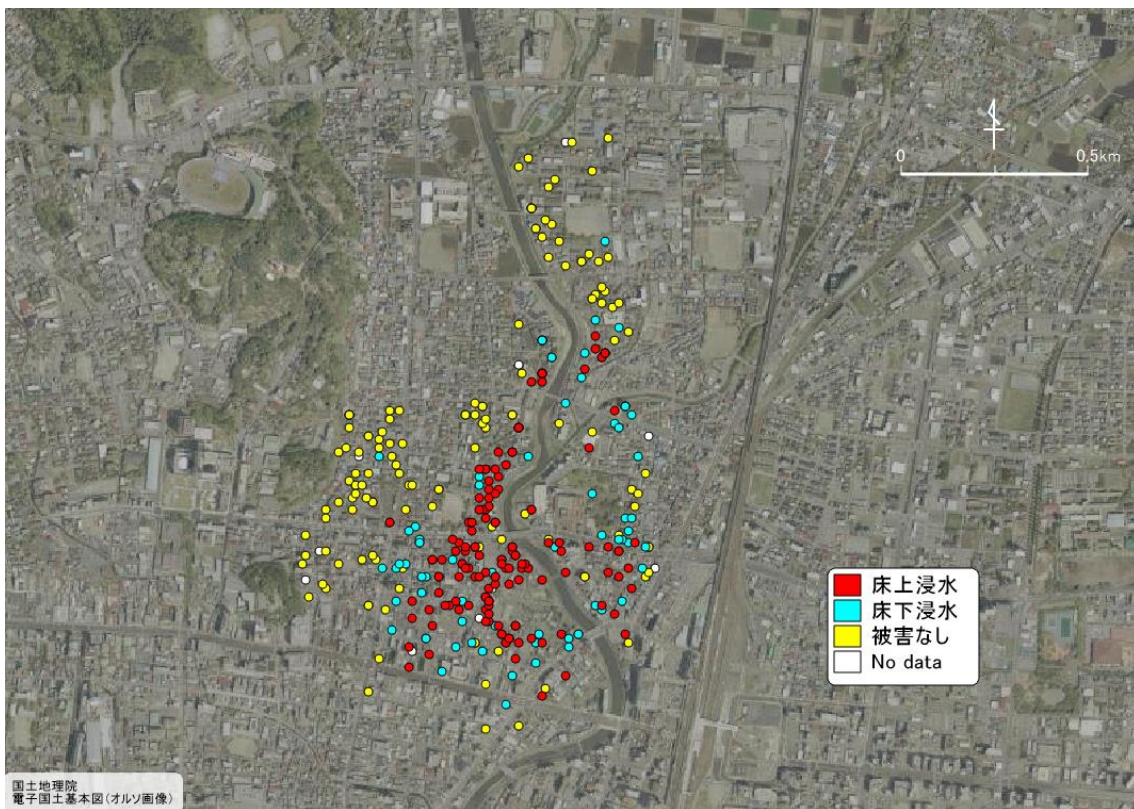 0
0.5km
床上浸水
床下浸水
被害なし
No data
国土地理院
電子国土基本図(オルソ画像)